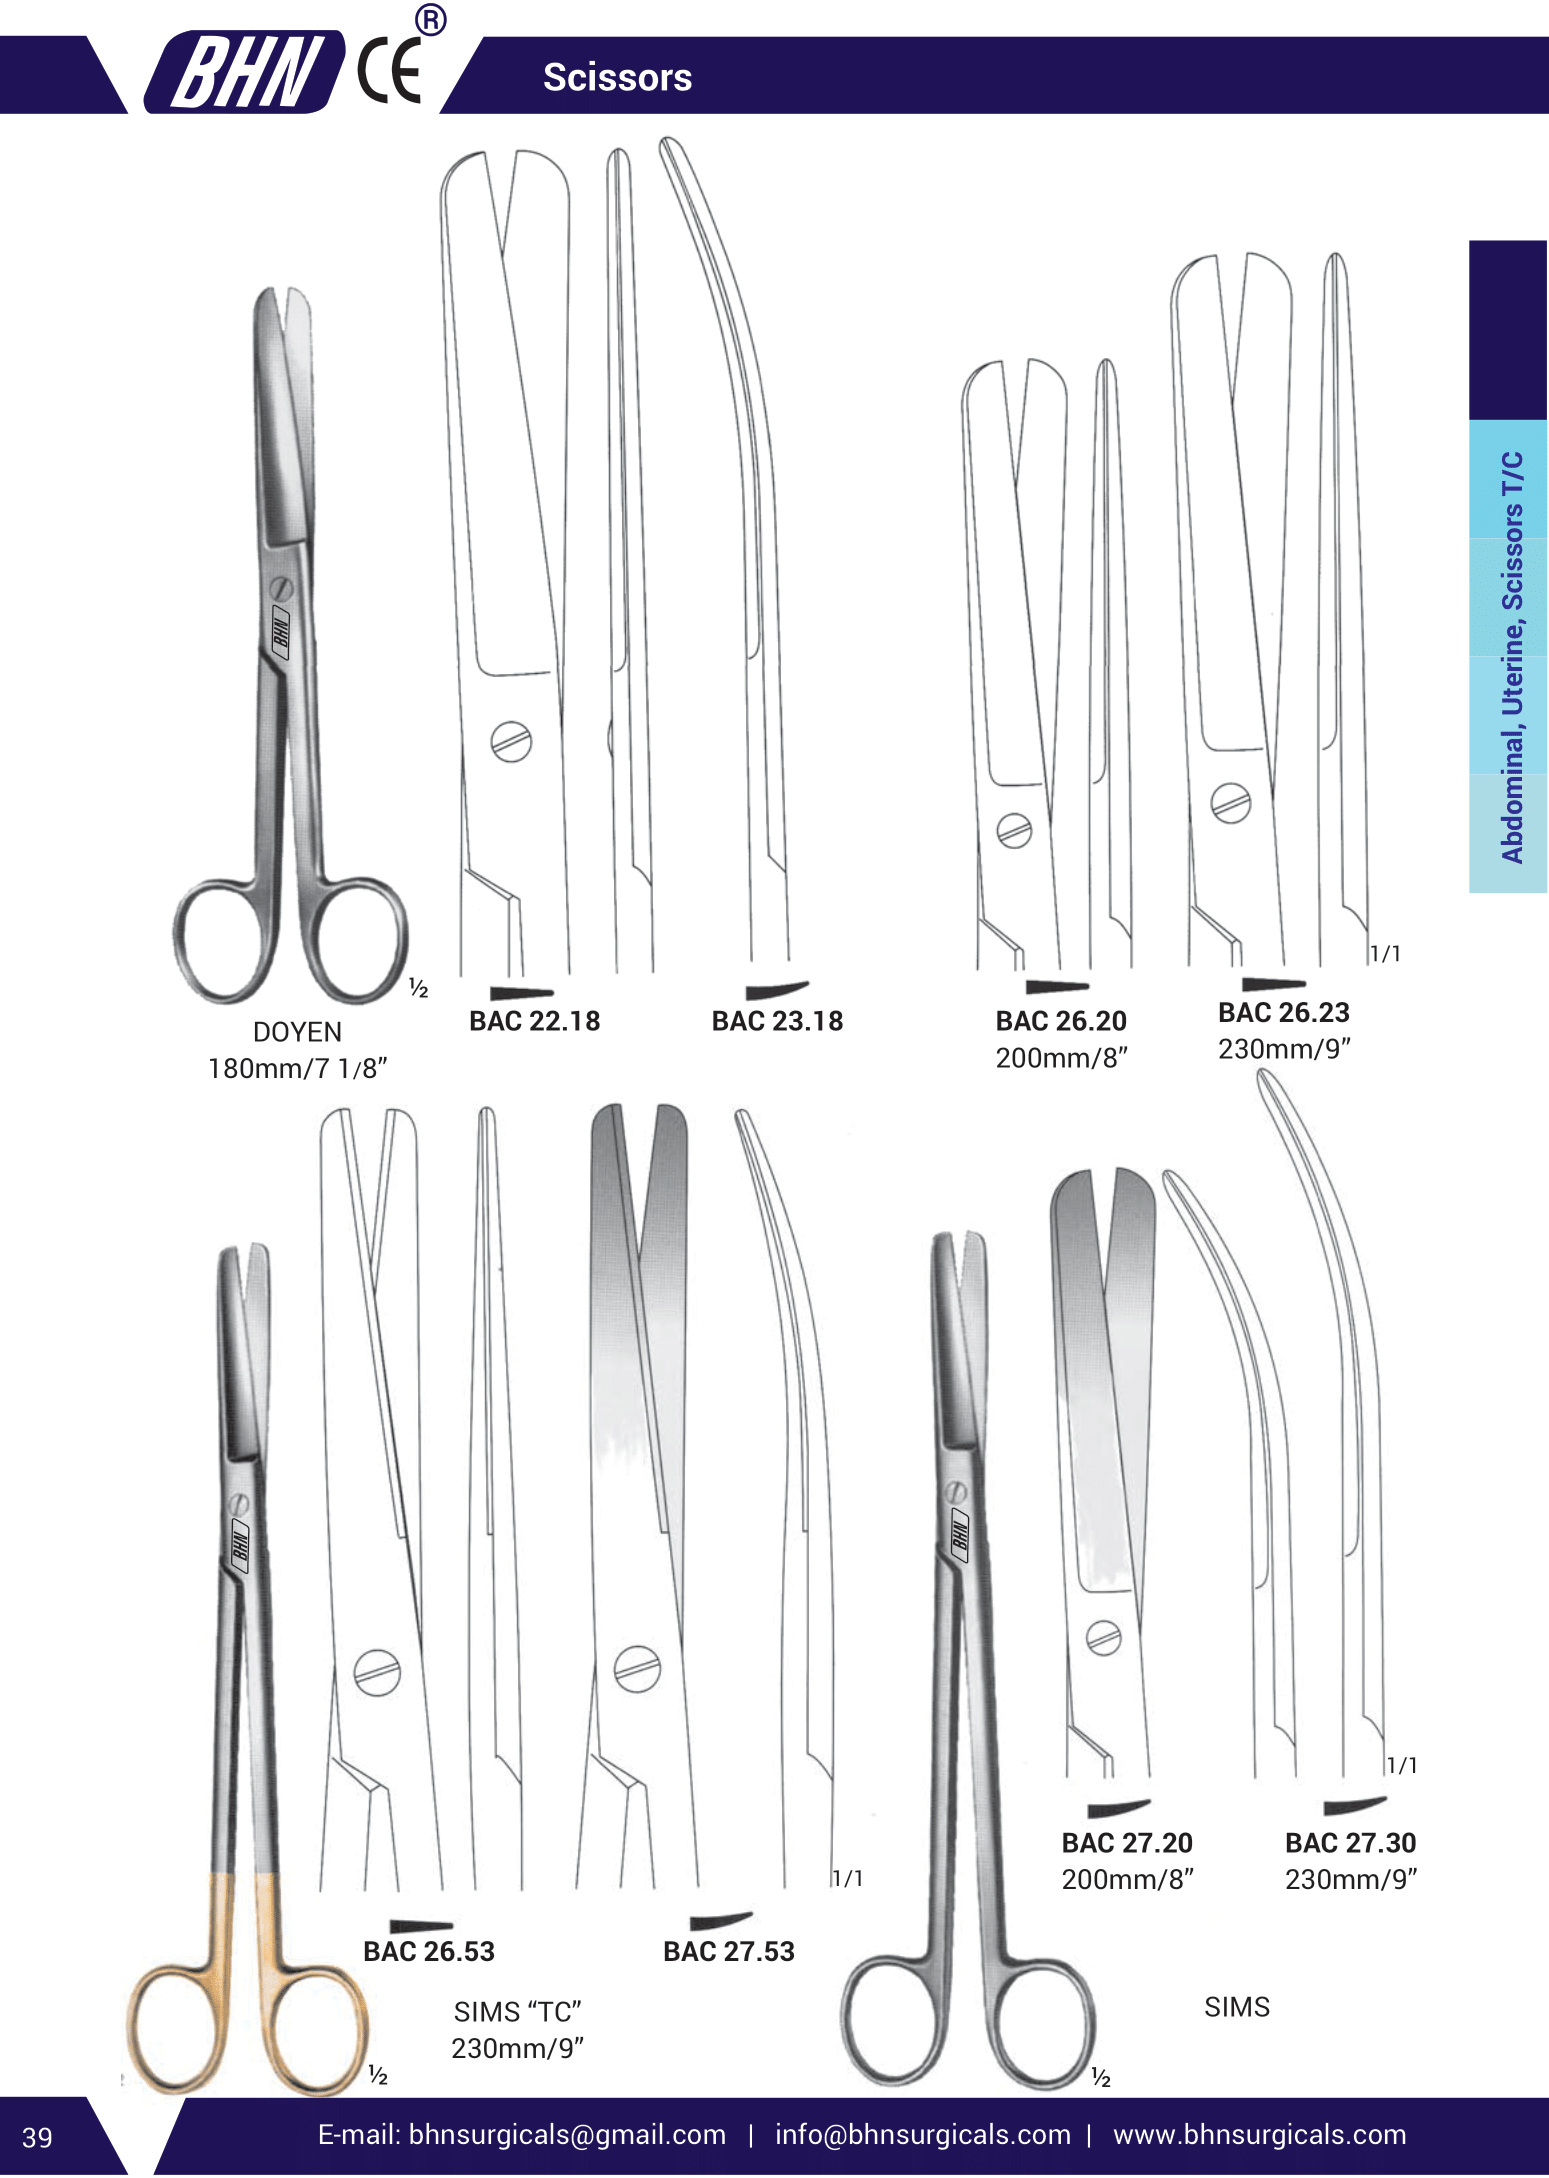 BHN CE ®
Scissors
Abdominal, Uterine, Scissors T/C
BHN
½
DOYEN
180mm/7 1/8”
BAC 22.18
BAC 23.18
BAC 26.20
200mm/8”
1/1
BAC 26.23
230mm/9”
BHN
½
BAC 26.53
BAC 27.53
1/1
SIMS “TC”
230mm/9”
BHN
½
BAC 27.20
200mm/8”
1/1
BAC 27.30
230mm/9”
SIMS
39
E-mail: bhnsurgicals@gmail.com | info@bhnsurgicals.com | www.bhnsurgicals.com